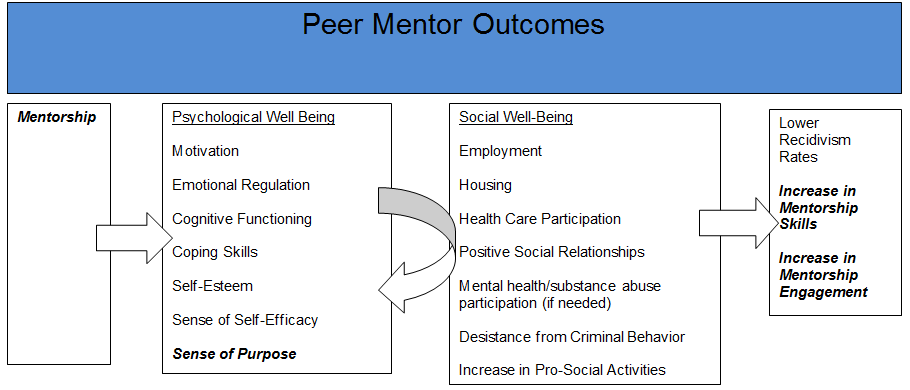 Peer Mentor Outcomes
Mentorship
Psychological Well Being
Motivation
Emotional Regulation
Cognitive Functioning
Coping Skills
Self-Esteem
Sense of Self-Efficacy
Sense of Purpose
Social Well-Being
Employment
Housing
Health Care Participation
Positive Social Relationships
Mental health/substance abuse
participation (if needed)
Desistance from Criminal Behavior
Increase in Pro-Social Activities
Lower
Recidivism
Rates
Increase in
Mentorship
Skills
Increase in
Mentorship
Engagement